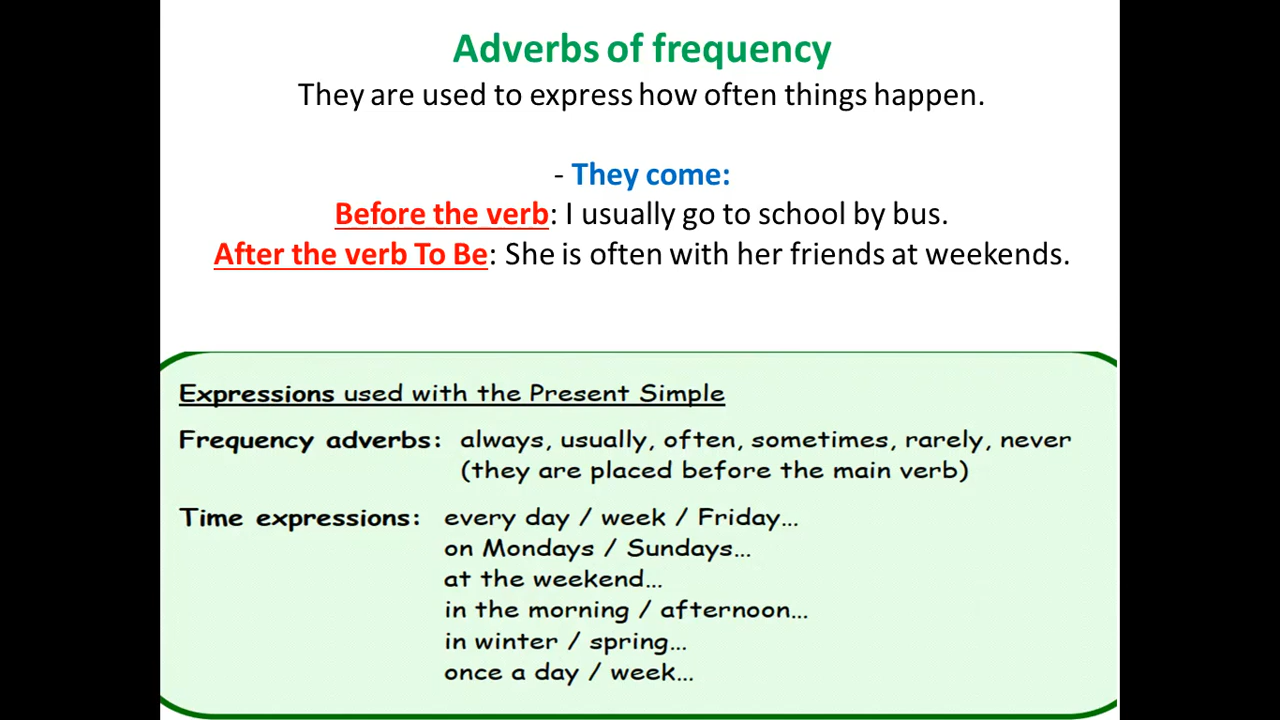 Adverbs of frequency
They are used to express how often things happen.
- They come:
Before the verb: I usually go to school by bus.
After the verb To Be: She is often with her friends at weekends.
Expressions used with the Present Simple
Frequency adverbs: always, usually, often, sometimes, rarely, never
(they are placed before the main verb)
Time expressions: every day / week / Friday...
on Mondays / Sundays...
at the weekend...
in the morning / afternoon...
in winter / spring...
once a day / week...